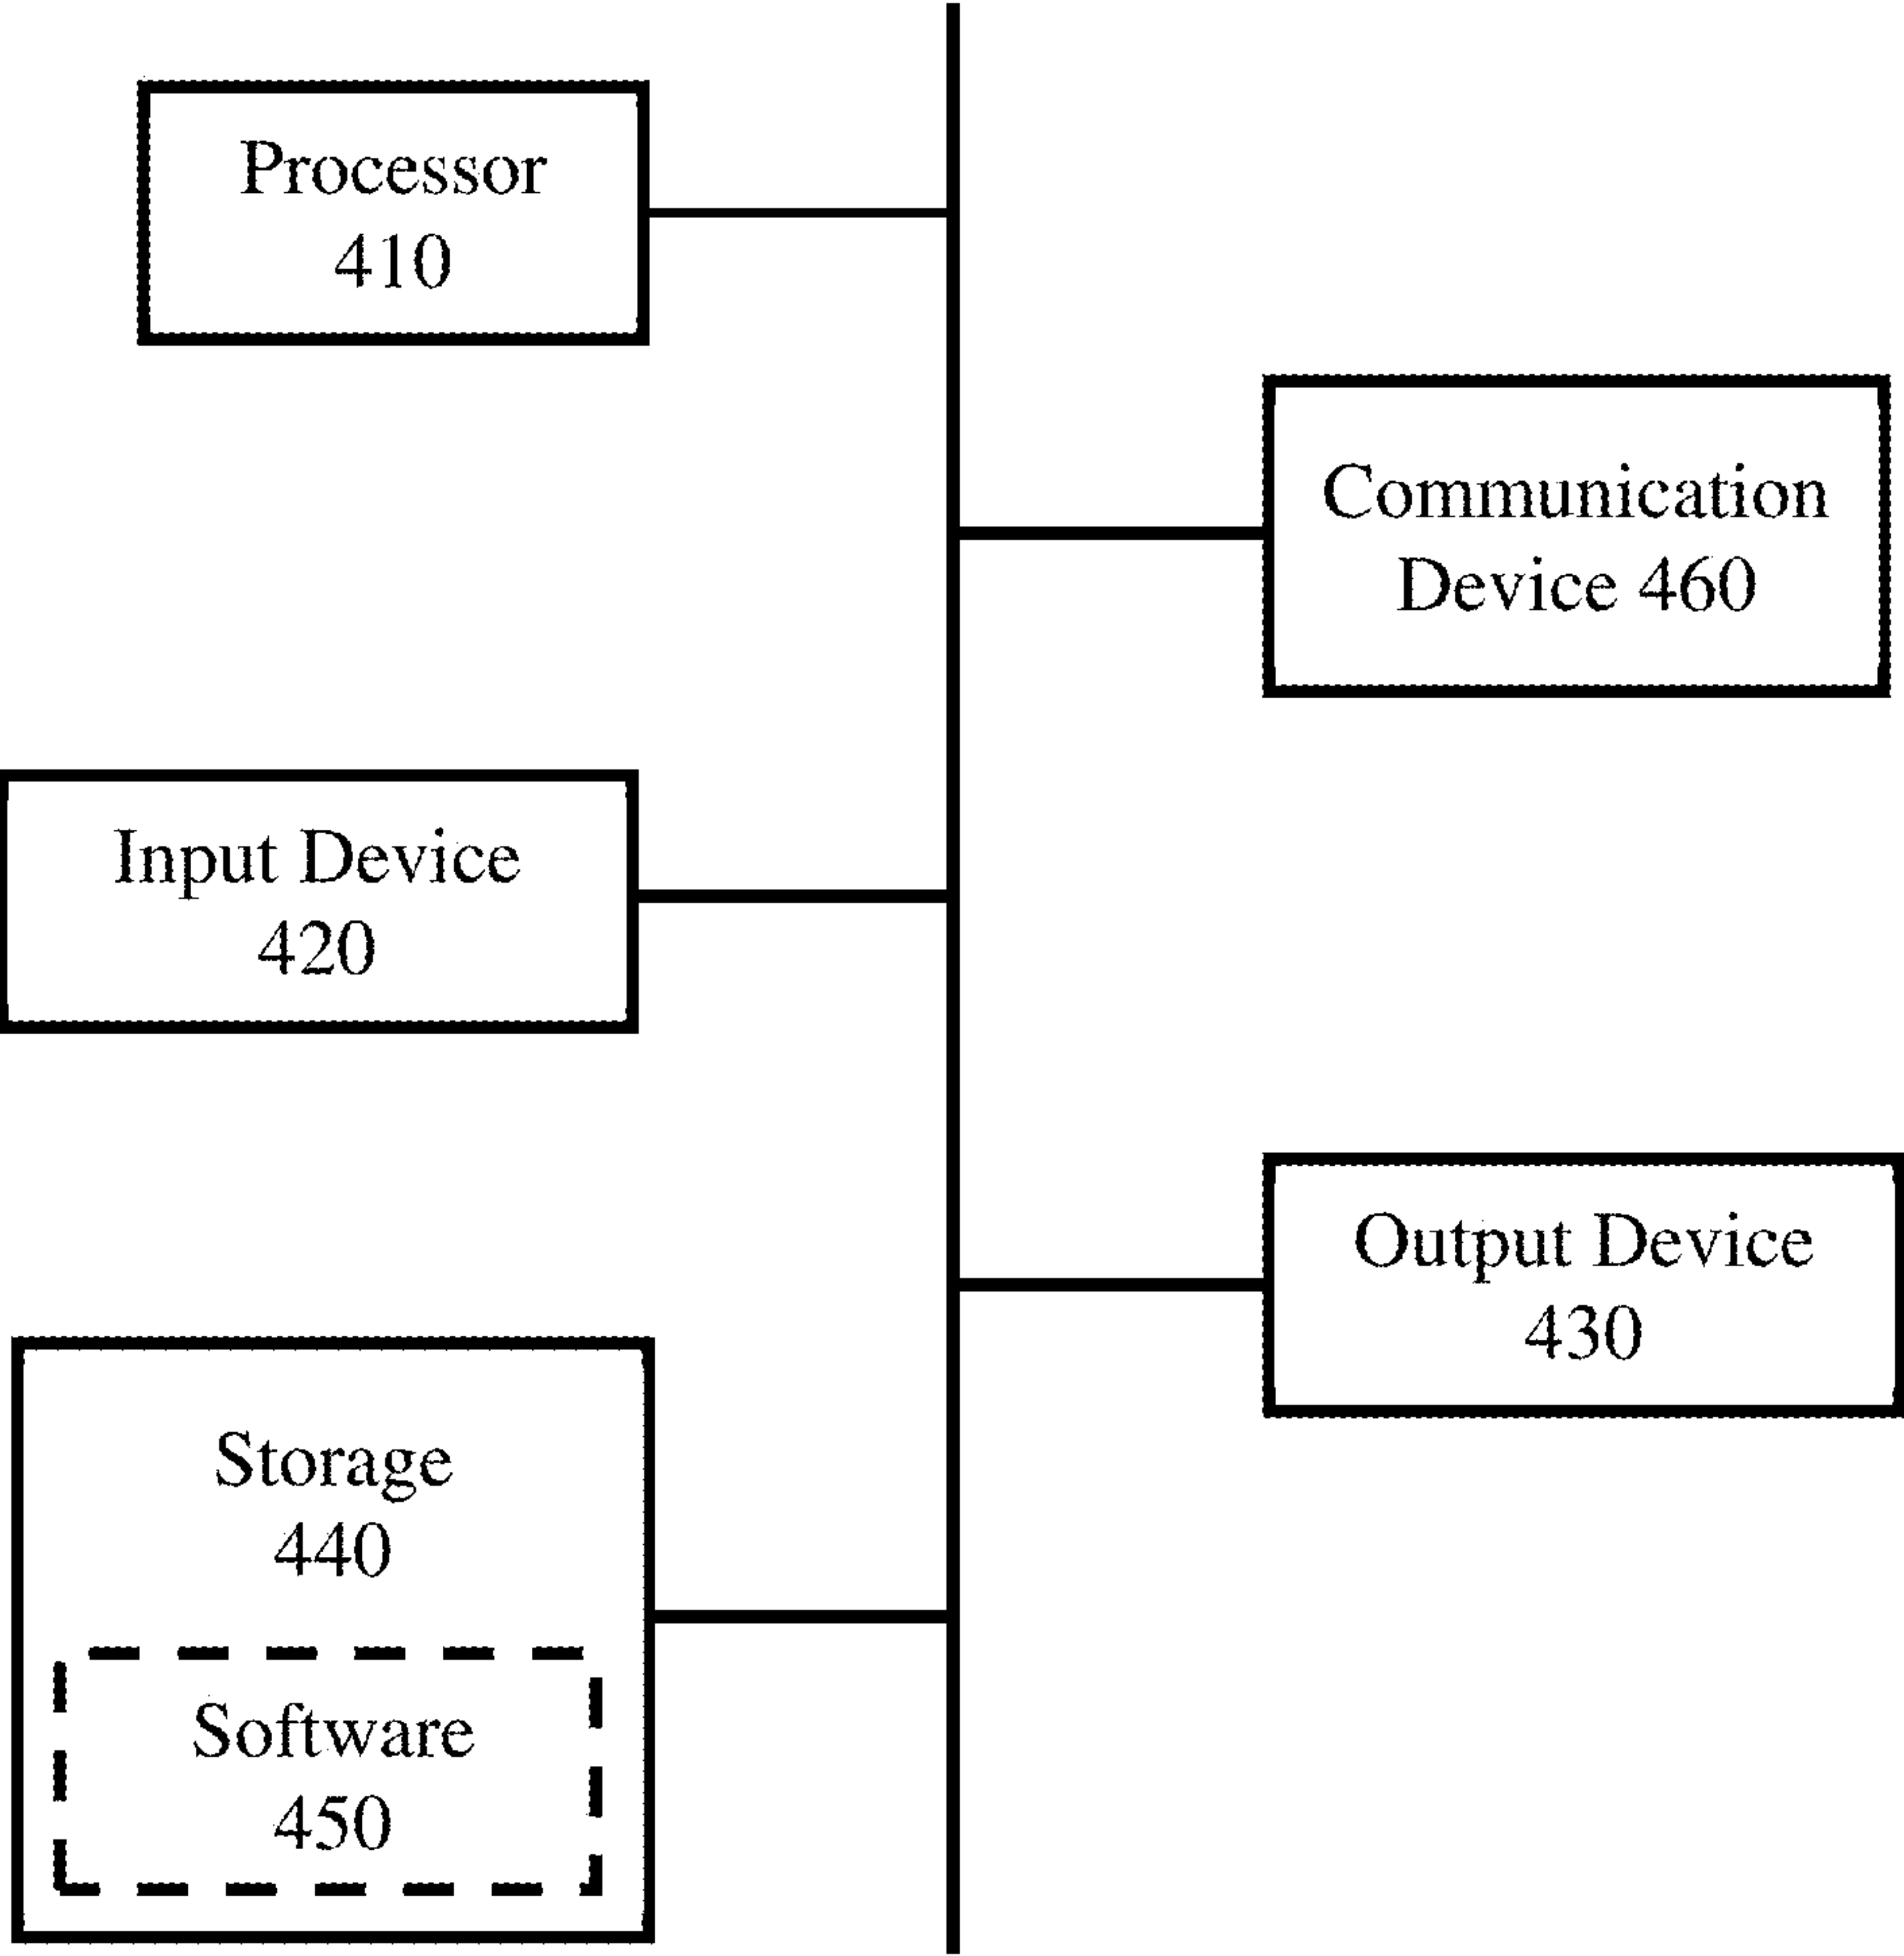 Processor
410
Communication
Device 460
Input Device
420
Output Device
430
Storage
440
Software
450